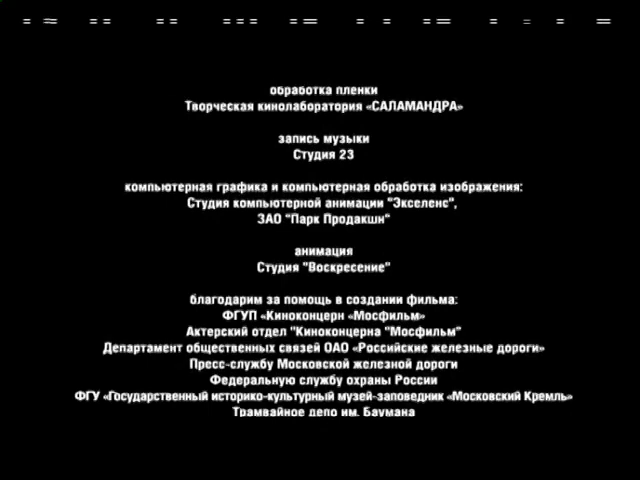 обработка пленки
Творческая кинолаборатория «САЛАМАНДРА»
запись музыки
Студия 23
компьютерная графика и компьютерная обработка изображения:
Студия компьютерной анимации "Экселенс",
ЗАО "Парк Продакшн"
анимация
Студия "Воскресение"
благодарим за помощь в создании фильма:
ФГУП «Киноконцерн «Мосфильм»
Актерский отдел "Киноконцерна "Мосфильм"
Департамент общественных связей ОАО «Российские железные дороги»
Пресс-службу Московской железной дороги
Федеральную службу охраны России
ФГУ «Государственный историко-культурный музей-заповедник «Московский Кремль»
Трамвайное депо им. Баумана